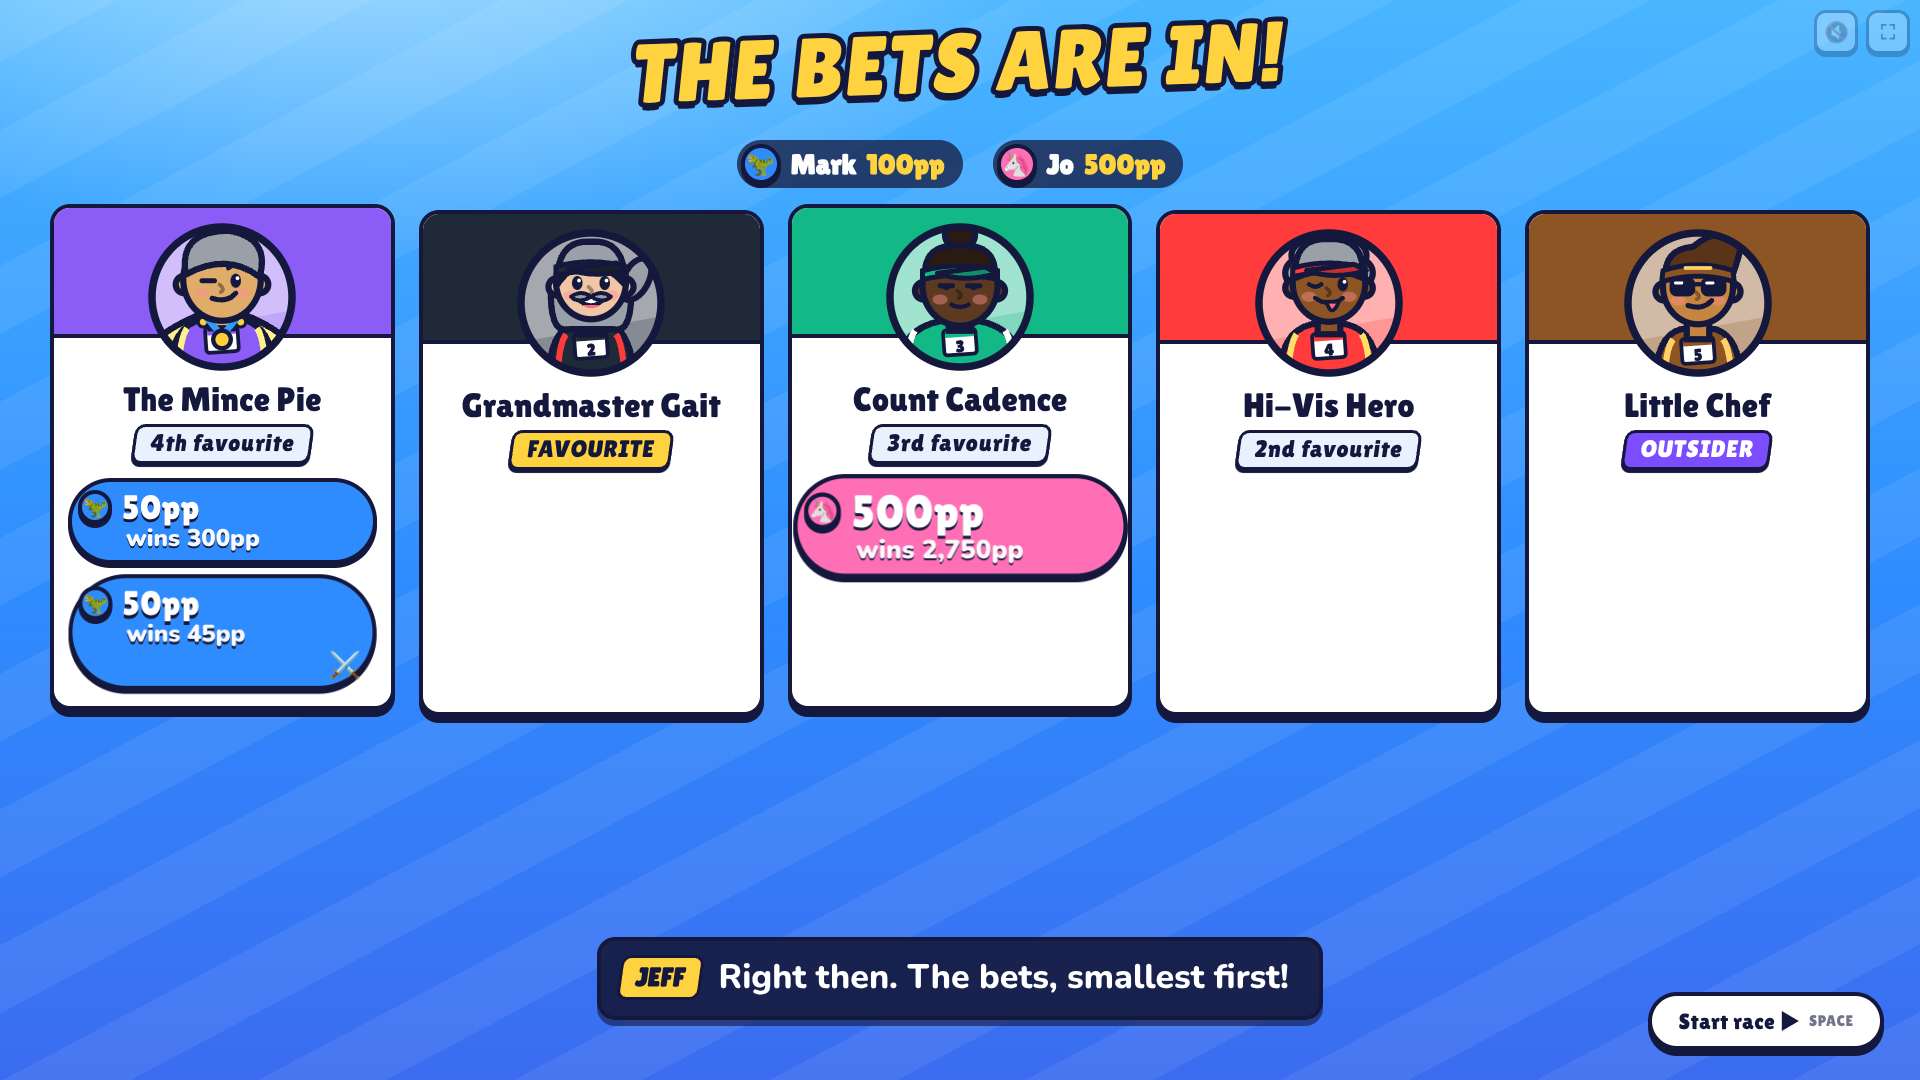 THE BETS ARE IN!
Mark 100pp
Jo 500pp
The Mince Pie
4th favourite
50pp
wins 300pp
50pp
wins 45pp
2
Grandmaster Gait
FAVOURITE
3
Count Cadence
3rd favourite
500pp
wins 2,750pp
4
Hi-Vis Hero
2nd favourite
5
Little Chef
OUTSIDER
JEFF Right then. The bets, smallest first!
Start race ▶ SPACE